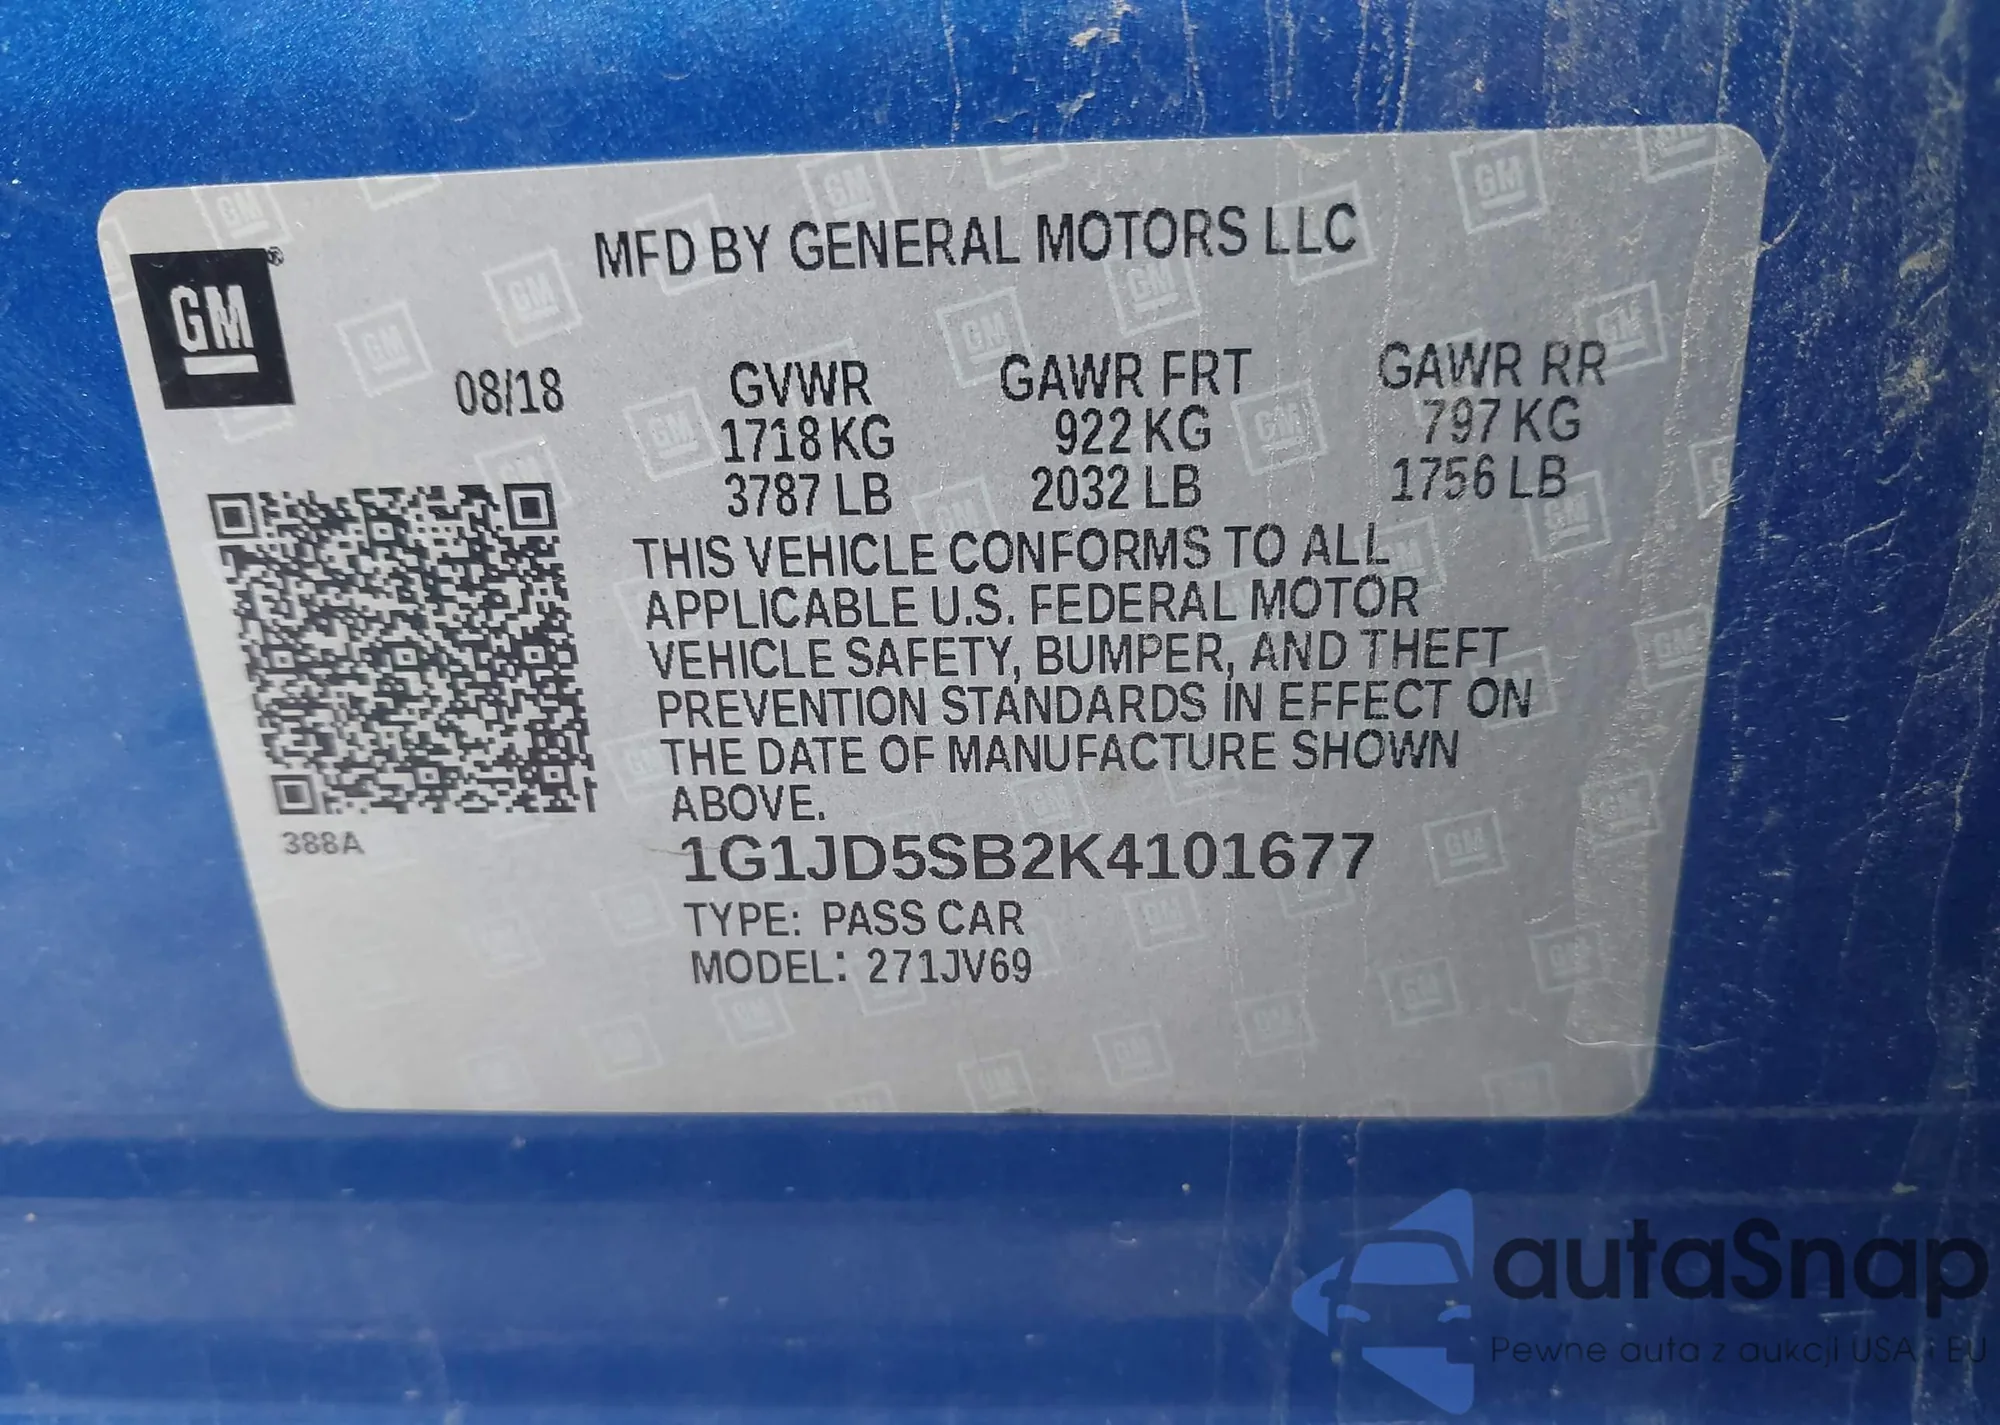 MFD BY GENERAL MOTORS LLC
GM®
08/18
GVWR
1718 KG
3787 LB
GAWR FRT
922 KG
2032 LB
GAWR RR
797 KG
1756 LB
THIS VEHICLE CONFORMS TO ALL
APPLICABLE U.S. FEDERAL MOTOR
VEHICLE SAFETY, BUMPER, AND THEFT
PREVENTION STANDARDS IN EFFECT ON
THE DATE OF MANUFACTURE SHOWN
ABOVE.
388A
1G1JD5SB2K4101677
TYPE: PASS CAR
MODEL: 271JV69
autaSnap
Pewne auta z aukcji USA i EU